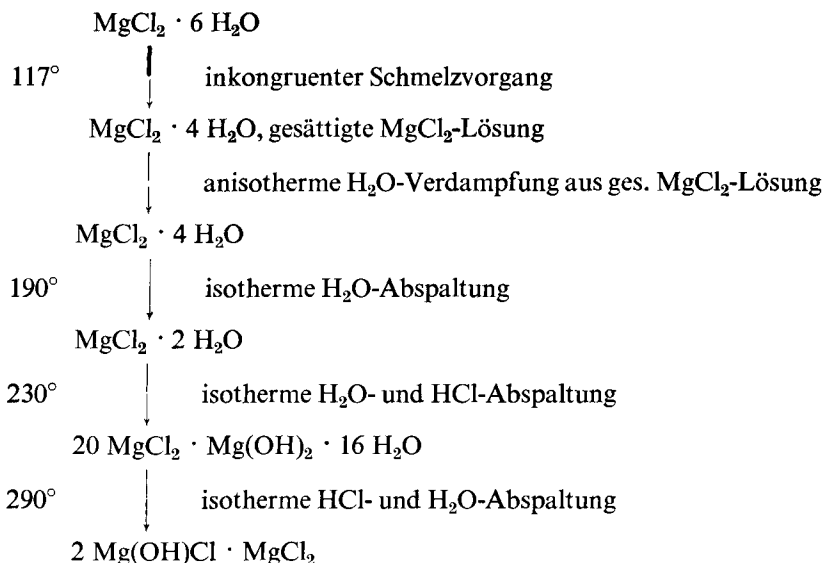 MgCl₂ · 6 H₂O
117° inkongruenter Schmelzvorgang
MgCl₂ · 4 H₂O, gesättigte MgCl₂-Lösung
anisotherme H₂O-Verdampfung aus ges. MgCl₂-Lösung
MgCl₂ · 4 H₂O
190° isotherme H₂O-Abspaltung
MgCl₂ · 2 H₂O
230° isotherme H₂O- und HCl-Abspaltung
20 MgCl₂ · Mg(OH)₂ · 16 H₂O
290° isotherme HCl- und H₂O-Abspaltung
2 Mg(OH)Cl · MgCl₂